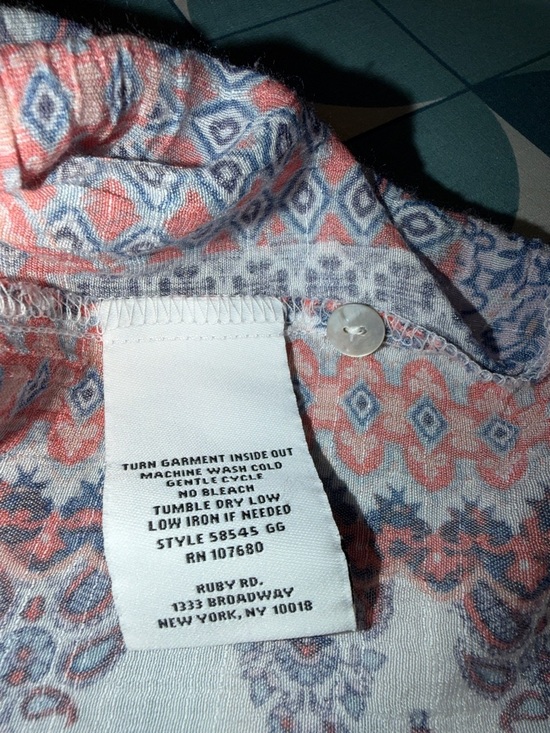 TURN GARMENT INSIDE OUT
MACHINE WASH COLD
GENTLE CYCLE
NO BLEACH
TUMBLE DRY LOW
LOW IRON IF NEEDED
STYLE 58545 GG
RN 107680
RUBY RD.
1333 BROADWAY
NEW YORK, NY 10018